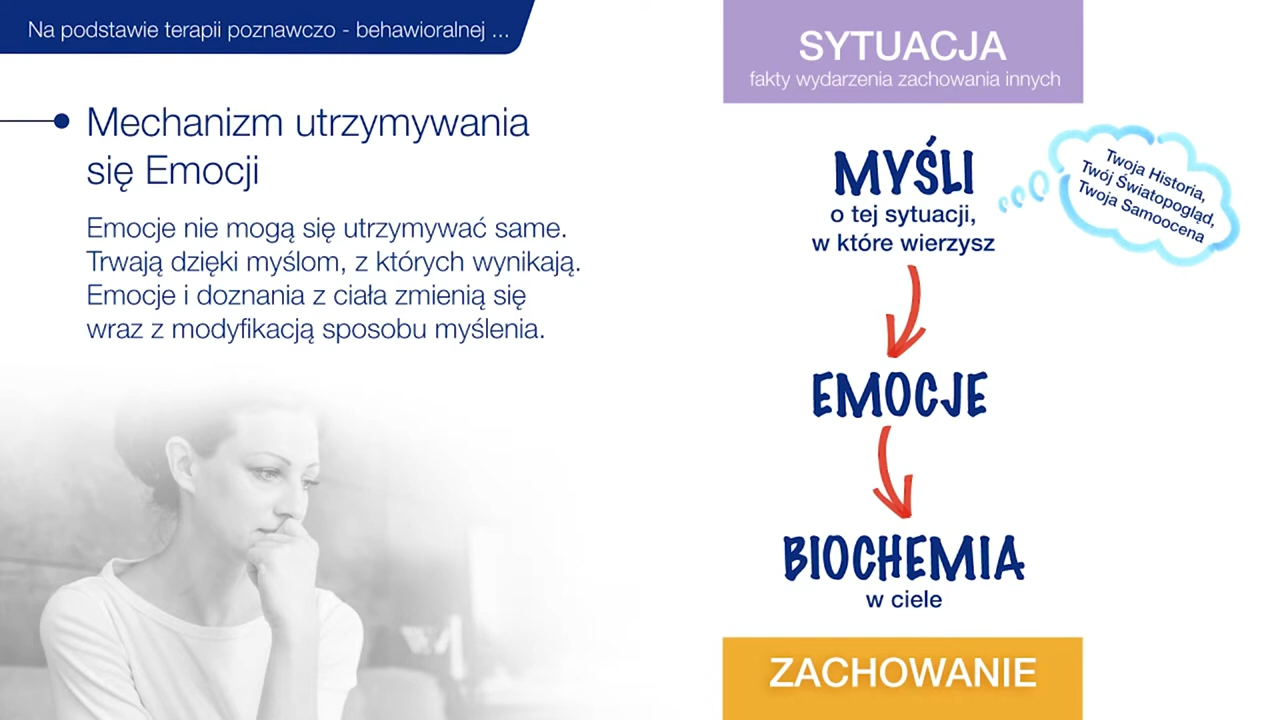 Na podstawie terapii poznawczo - behawioralnej ...
Mechanizm utrzymywania
się Emocji
Emocje nie mogą się utrzymywać same.
Trwają dzięki myślom, z których wynikają.
Emocje i doznania z ciała zmienią się
wraz z modyfikacją sposobu myślenia.
SYTUACJA
fakty wydarzenia zachowania innych
MYŚLI
o tej sytuacji,
w które wierzysz
Twoja Historia,
Twój Światopogląd,
Twoja Samoocena
EMOCJE
BIOCHEMIA
w ciele
ZACHOWANIE